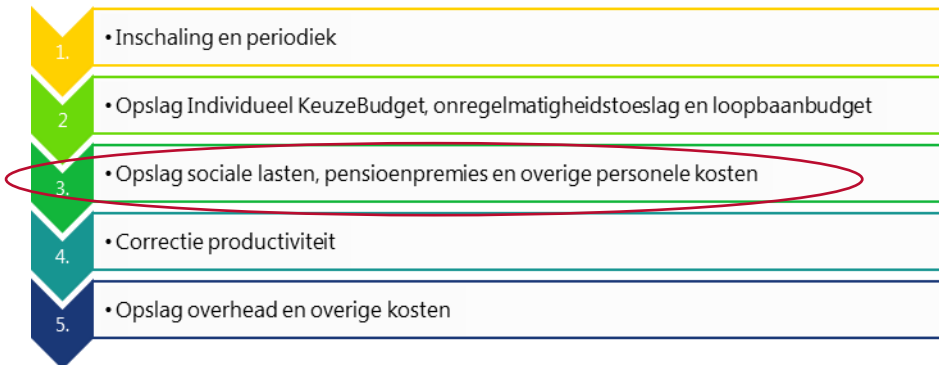 1. • Inschaling en periodiek
2 • Opslag Individueel KeuzeBudget, onregelmatigheidstoeslag en loopbaanbudget
3. • Opslag sociale lasten, pensioenpremies en overige personele kosten
4. • Correctie productiviteit
5. • Opslag overhead en overige kosten